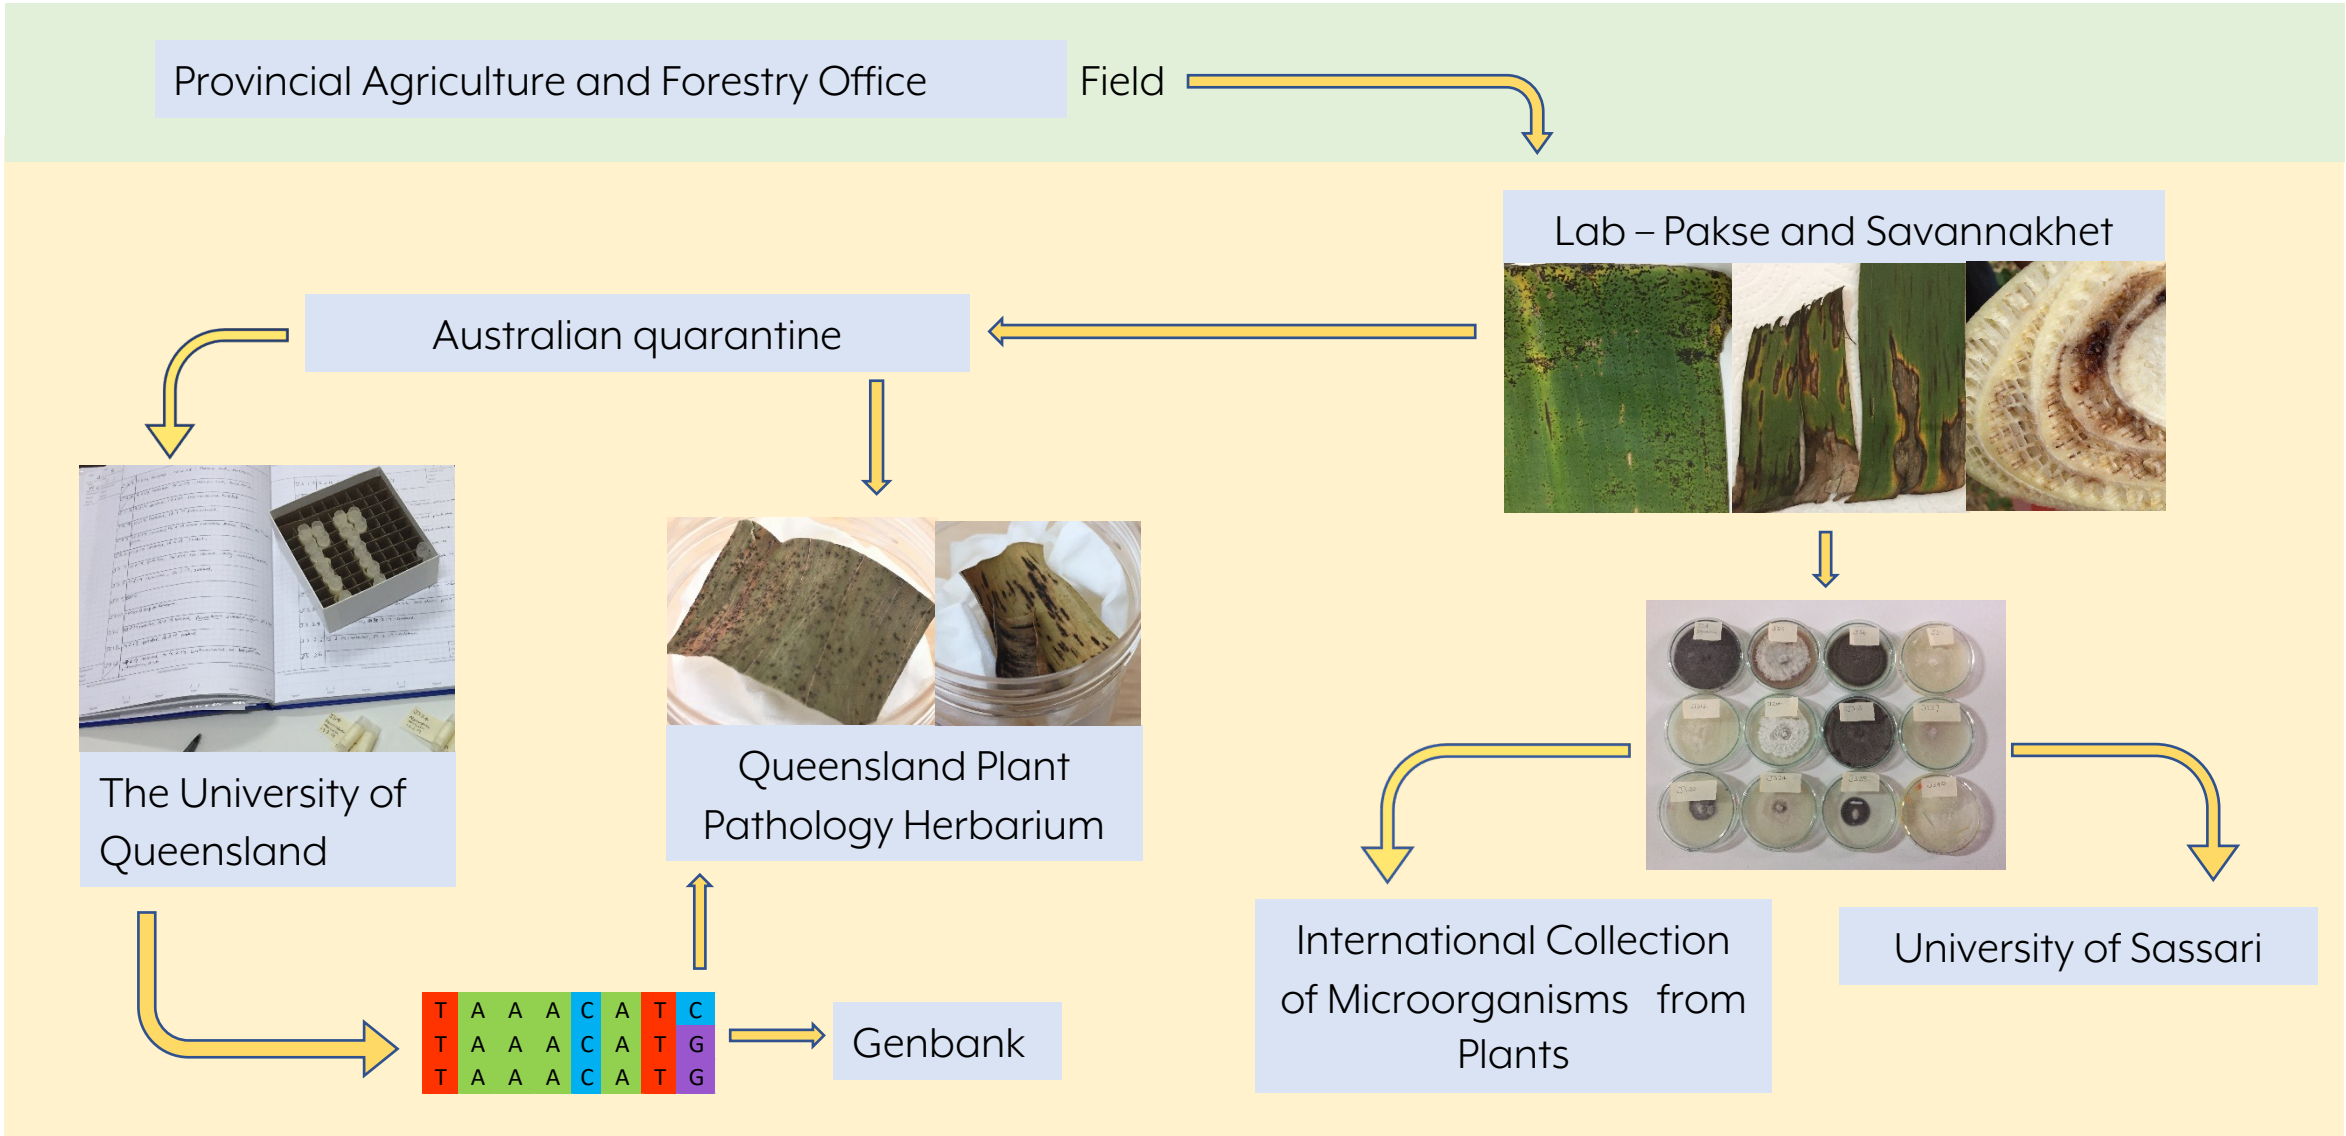 Provincial Agriculture and Forestry Office
Field
Lab – Pakse and Savannakhet
Australian quarantine
The University of
Queensland
Queensland Plant
Pathology Herbarium
International Collection
of Microorganisms from
Plants
University of Sassari
T A A A C A T C
T A A A C A T G
T A A A C A T G
Genbank